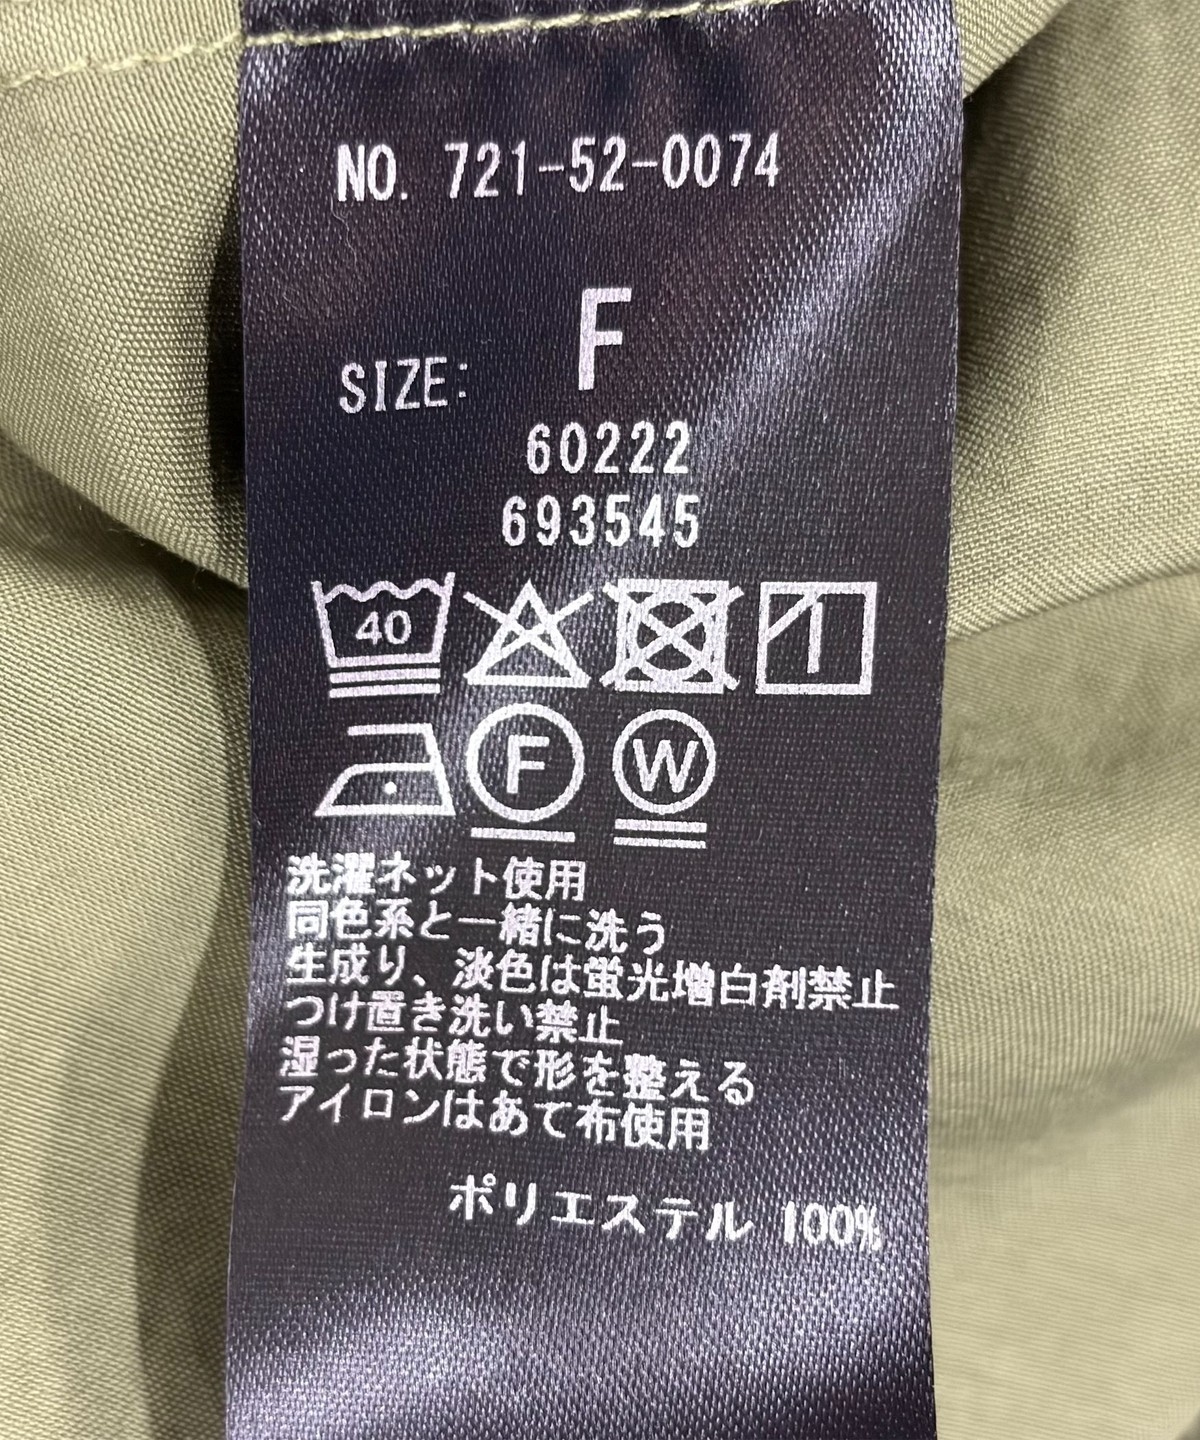 NO. 721-52-0074
F
SIZE:
60222
693545
40
F W
洗濯ネット使用
同色系と一緒に洗う
生成り、淡色は蛍光増白剤禁止
つけ置き洗い禁止
湿った状態で形を整える
アイロンはあて布使用
ポリエステル 100%